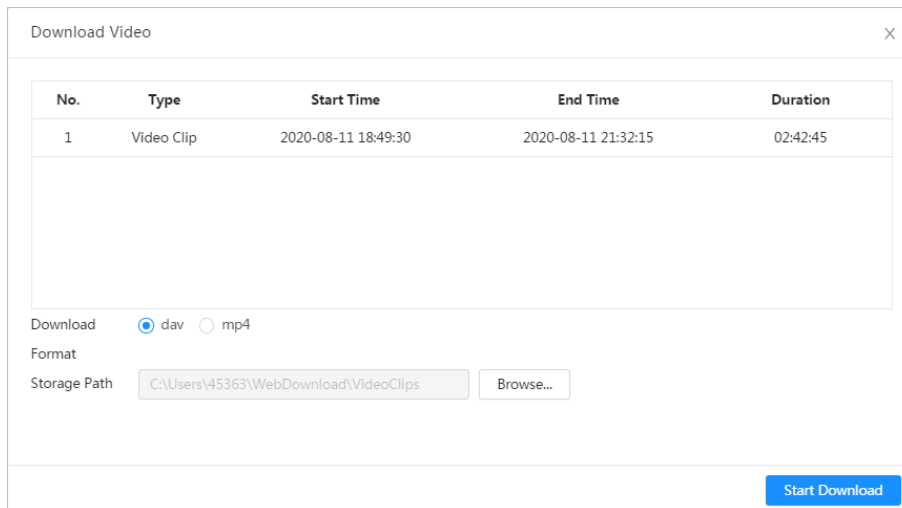 Download Video
No. Type Start Time End Time Duration
1 Video Clip 2020-08-11 18:49:30 2020-08-11 21:32:15 02:42:45
Download dav mp4
Format
Storage Path C:\Users\45363\WebDownload\VideoClips Browse...
Start Download